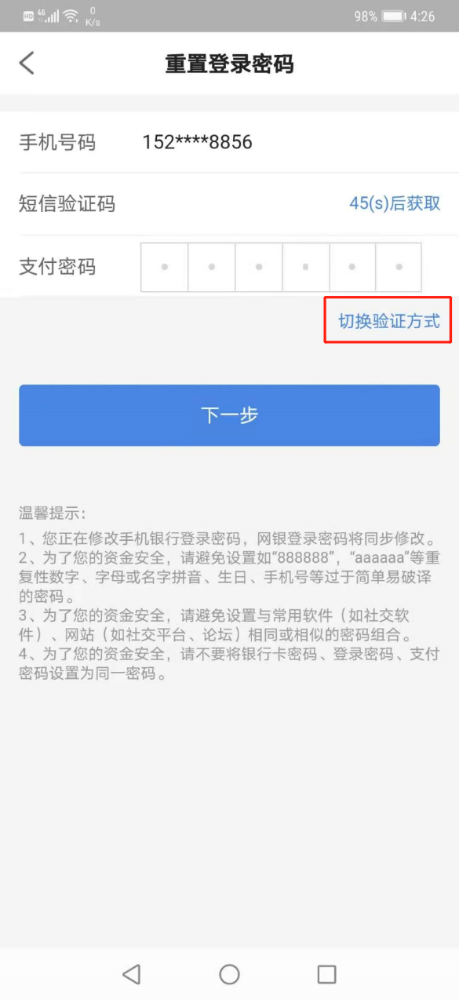 HD 4G 0 K/s 98% 4:26
重置登录密码
手机号码 152****8856
短信验证码 45(s)后获取
支付密码
切换验证方式
下一步
温馨提示：
1、您正在修改手机银行登录密码，网银登录密码将同步修改。
2、为了您的资金安全，请避免设置如“888888”，“aaaaaa”等重
复性数字、字母或名字拼音、生日、手机号等过于简单易破译
的密码。
3、为了您的资金安全，请避免设置与常用软件（如社交软
件）、网站（如社交平台、论坛）相同或相似的密码组合。
4、为了您的资金安全，请不要将银行卡密码、登录密码、支付
密码设置为同一密码。